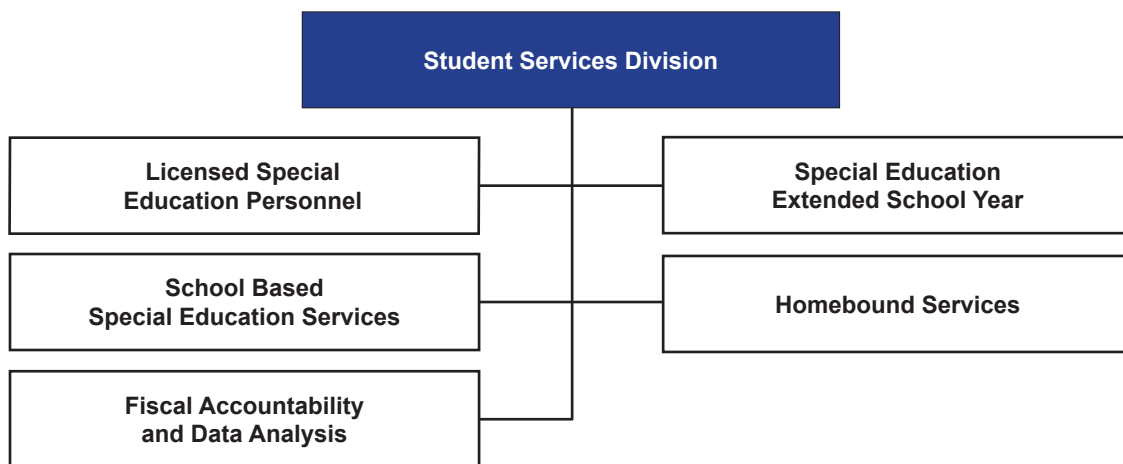 Student Services Division
Licensed Special
Education Personnel
Special Education
Extended School Year
School Based
Special Education Services
Homebound Services
Fiscal Accountability
and Data Analysis